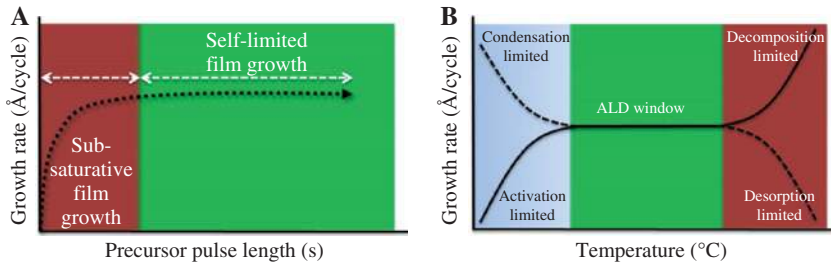 A
Growth rate (Å/cycle)
Self-limited
film growth
Sub-
saturative
film
growth
Precursor pulse length (s)
B
Growth rate (Å/cycle)
Condensation
limited
Decomposition
limited
ALD window
Activation
limited
Desorption
limited
Temperature (°C)